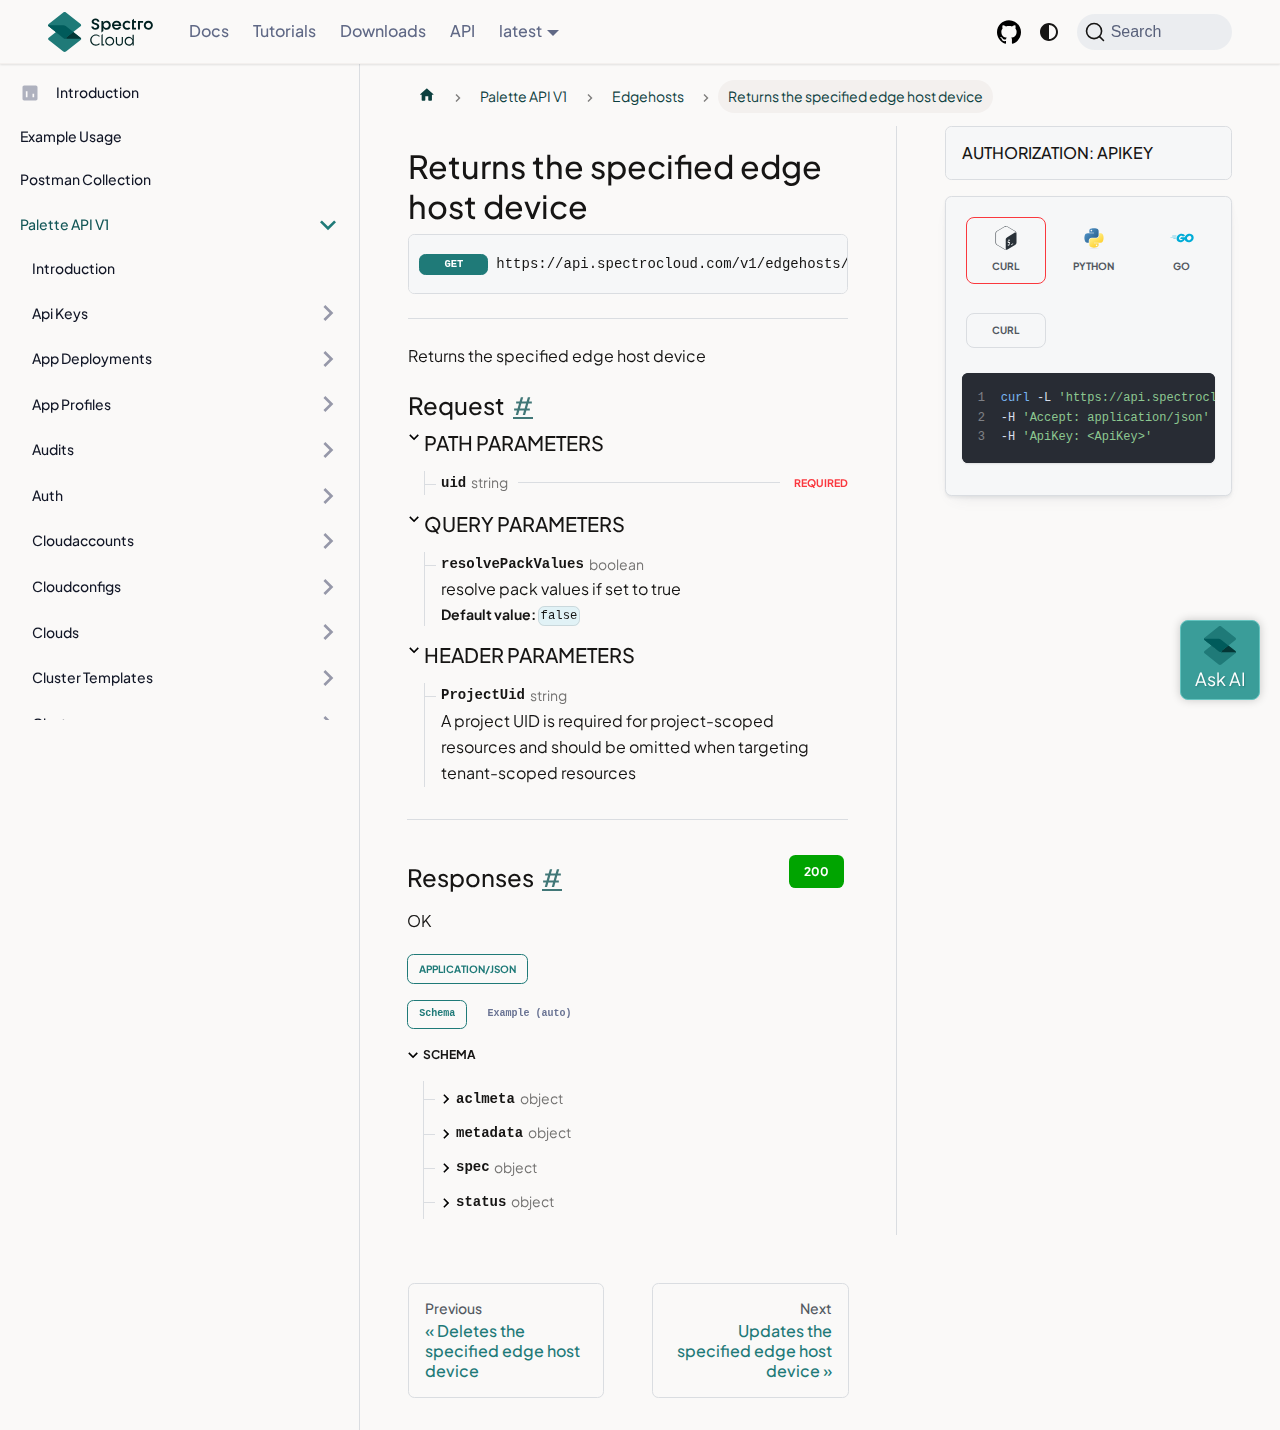 Spectro Cloud
Docs
Tutorials
Downloads
API
latest
Search
Introduction
Example Usage
Postman Collection
Palette API V1
Introduction
Api Keys
App Deployments
App Profiles
Audits
Auth
Cloudaccounts
Cloudconfigs
Clouds
Cluster Templates
Palette API V1
Edgehosts
Returns the specified edge host device
Returns the specified edge
host device
GET https://api.spectrocloud.com/v1/edgehosts/
Returns the specified edge host device
Request #
PATH PARAMETERS
uid string REQUIRED
QUERY PARAMETERS
resolvePackValues boolean
resolve pack values if set to true
Default value: false
HEADER PARAMETERS
ProjectUid string
A project UID is required for project-scoped
resources and should be omitted when targeting
tenant-scoped resources
Responses #
200
OK
APPLICATION/JSON
Schema Example (auto)
SCHEMA
aclmeta object
metadata object
spec object
status object
Previous
« Deletes the
specified edge host
device
Next
Updates the
specified edge host
device »
AUTHORIZATION: APIKEY
CURL
PYTHON
GO
CURL
1 curl -L 'https://api.spectrocl
2 -H 'Accept: application/json'
3 -H 'ApiKey: <ApiKey>'
Ask AI